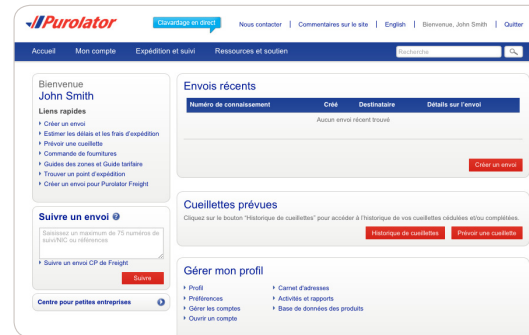 Purolator
Clavardage en direct
Nous contacter | Commentaires sur le site | English | Bienvenue, John Smith | Quitter
Accueil Mon compte Expédition et suivi Ressources et soutien Recherche
Bienvenue
John Smith
Liens rapides
Créer un envoi
Estimer les délais et les frais d'expédition
Prévoir une cueillette
Commande de fournitures
Guides des zones et Guide tarifaire
Trouver un point d'expédition
Créer un envoi pour Purolator Freight
Suivre un envoi ?
Saisissez un maximum de 75 numéros de
suivi/NIC ou références
Suivre un envoi CP de Freight
Suivre
Centre pour petites entreprises
Envois récents
Numéro de connaissement Créé Destinataire Détails sur l'envoi
Aucun envoi récent trouvé
Créer un envoi
Cueillettes prévues
Cliquez sur le bouton "Historique de cueillettes" pour accéder à l'historique de vos cueillettes cédulées et/ou complétées.
Historique de cueillettes Prévoir une cueillette
Gérer mon profil
Profil
Préférences
Gérer les comptes
Ouvrir un compte
Carnet d'adresses
Activités et rapports
Base de données des produits